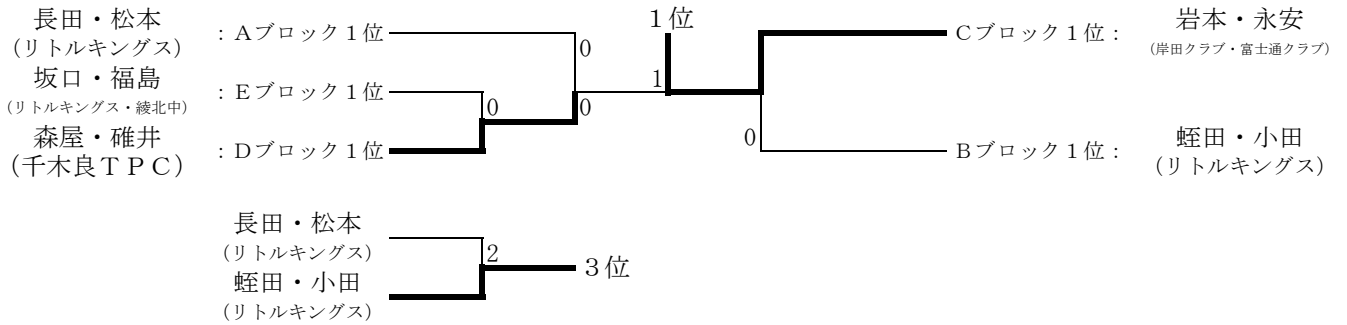 長田・松本
(リトルキングス)
：Aブロック１位
0
１位
Cブロック１位：
岩本・永安
(岸田クラブ・富士通クラブ)
坂口・福島
(リトルキングス・綾北中)
：Eブロック１位
0
0
1
森屋・碓井
(千木良ＴＰＣ)
：Dブロック１位
0
Bブロック１位：
蛭田・小田
(リトルキングス)
長田・松本
(リトルキングス)
2
３位
蛭田・小田
(リトルキングス)